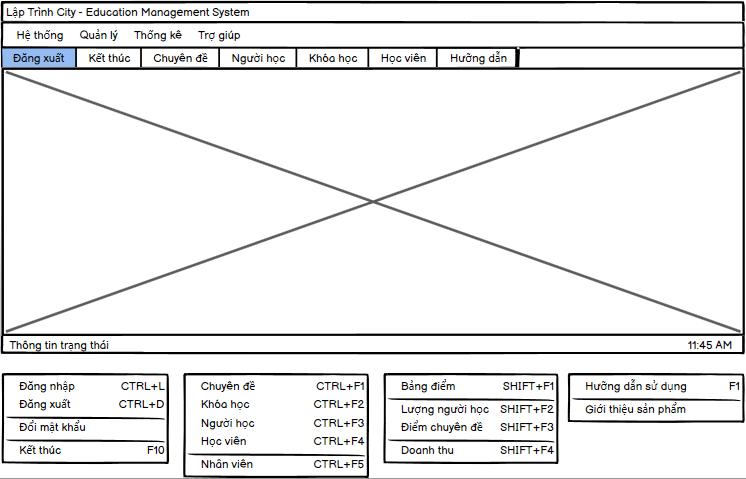 Lập Trình City - Education Management System
Hệ thống Quản lý Thống kê Trợ giúp
Đăng xuất Kết thúc Chuyên đề Người học Khóa học Học viên Hưỡng dẫn
Thông tin trạng thái 11:45 AM
Đăng nhập CTRL+L
Đăng xuất CTRL+D
Đổi mật khẩu
Kết thúc F10
Chuyên đề CTRL+F1
Khóa học CTRL+F2
Người học CTRL+F3
Học viên CTRL+F4
Nhân viên CTRL+F5
Bảng điểm SHIFT+F1
Lượng người học SHIFT+F2
Điểm chuyên đề SHIFT+F3
Doanh thu SHIFT+F4
Hưỡng dẫn sử dụng F1
Giới thiệu sản phẩm